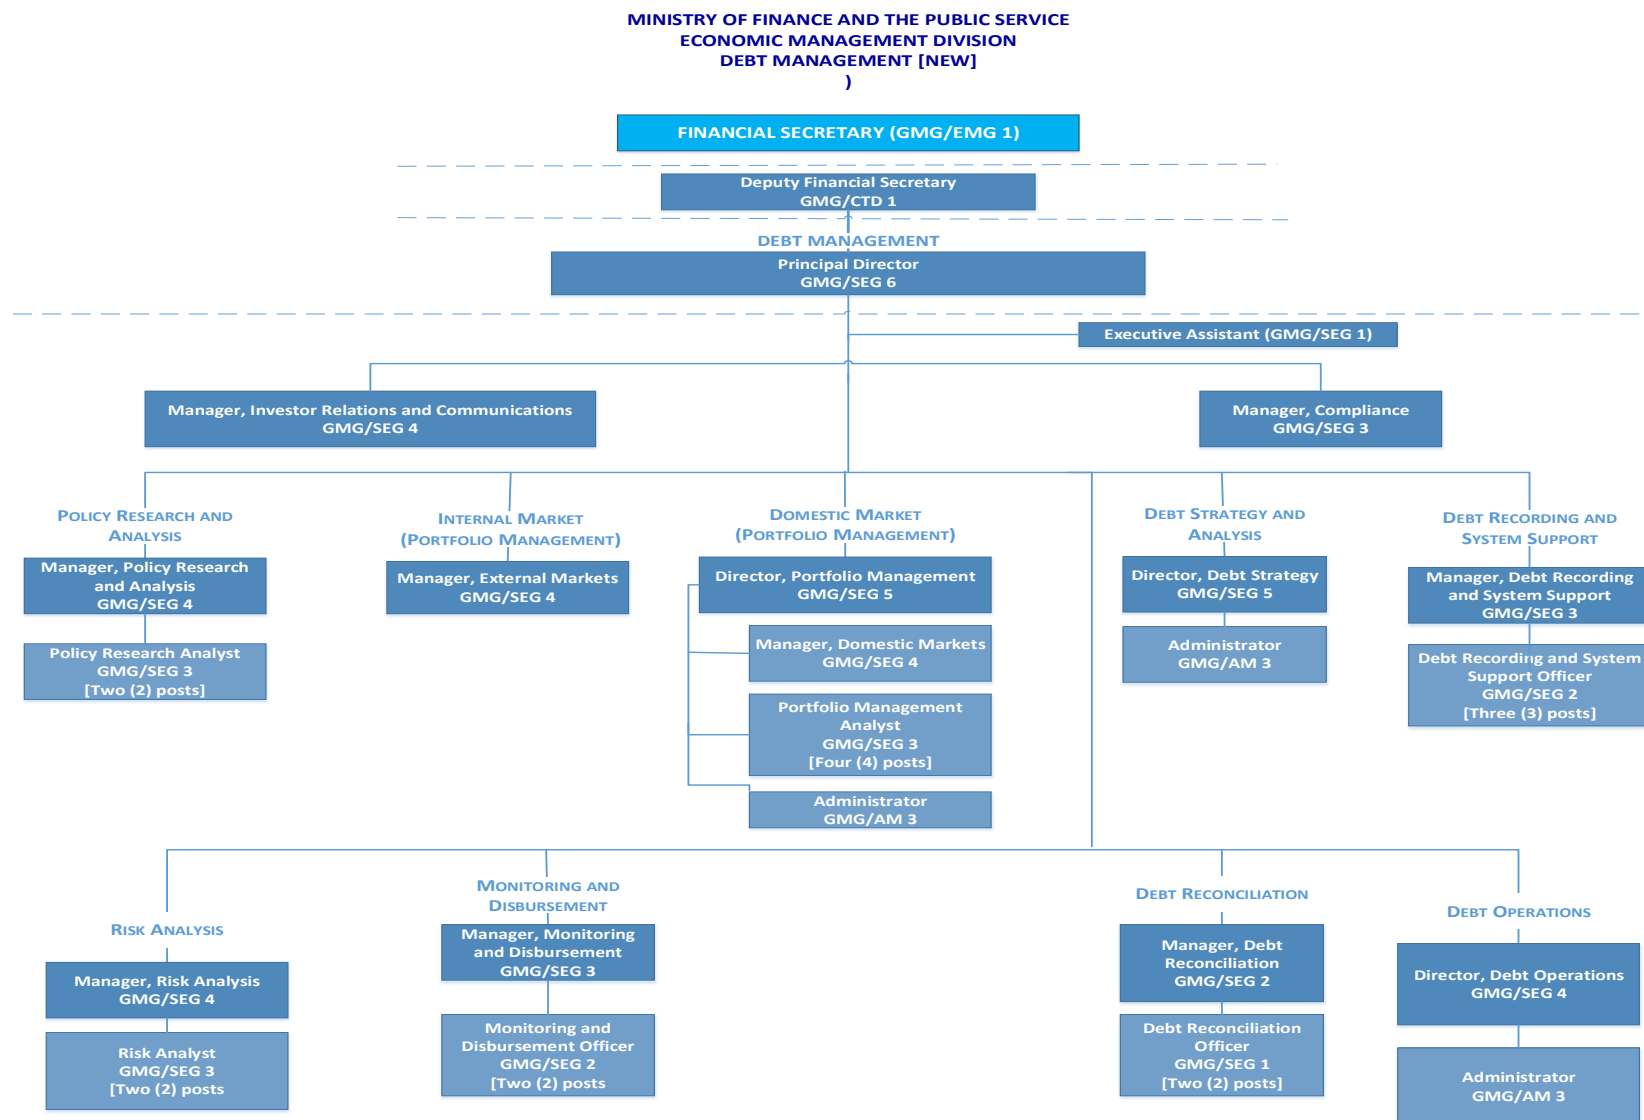 MINISTRY OF FINANCE AND THE PUBLIC SERVICE
ECONOMIC MANAGEMENT DIVISION
DEBT MANAGEMENT [NEW]
)
FINANCIAL SECRETARY (GMG/EMG 1)
Deputy Financial Secretary
GMG/CTD 1
DEBT MANAGEMENT
Principal Director
GMG/SEG 6
Executive Assistant (GMG/SEG 1)
Manager, Investor Relations and Communications
GMG/SEG 4
Manager, Compliance
GMG/SEG 3
POLICY RESEARCH AND
ANALYSIS
Manager, Policy Research
and Analysis
GMG/SEG 4
Policy Research Analyst
GMG/SEG 3
[Two (2) posts]
INTERNAL MARKET
(PORTFOLIO MANAGEMENT)
Manager, External Markets
GMG/SEG 4
DOMESTIC MARKET
(PORTFOLIO MANAGEMENT)
Director, Portfolio Management
GMG/SEG 5
Manager, Domestic Markets
GMG/SEG 4
Portfolio Management
Analyst
GMG/SEG 3
[Four (4) posts]
Administrator
GMG/AM 3
DEBT STRATEGY AND
ANALYSIS
Director, Debt Strategy
GMG/SEG 5
Administrator
GMG/AM 3
DEBT RECORDING AND
SYSTEM SUPPORT
Manager, Debt Recording
and System Support
GMG/SEG 3
Debt Recording and System
Support Officer
GMG/SEG 2
[Three (3) posts]
RISK ANALYSIS
Manager, Risk Analysis
GMG/SEG 4
Risk Analyst
GMG/SEG 3
[Two (2) posts
MONITORING AND
DISBURSEMENT
Manager, Monitoring
and Disbursement
GMG/SEG 3
Monitoring and
Disbursement Officer
GMG/SEG 2
[Two (2) posts
DEBT RECONCILIATION
Manager, Debt
Reconciliation
GMG/SEG 2
Debt Reconciliation
Officer
GMG/SEG 1
[Two (2) posts]
DEBT OPERATIONS
Director, Debt Operations
GMG/SEG 4
Administrator
GMG/AM 3